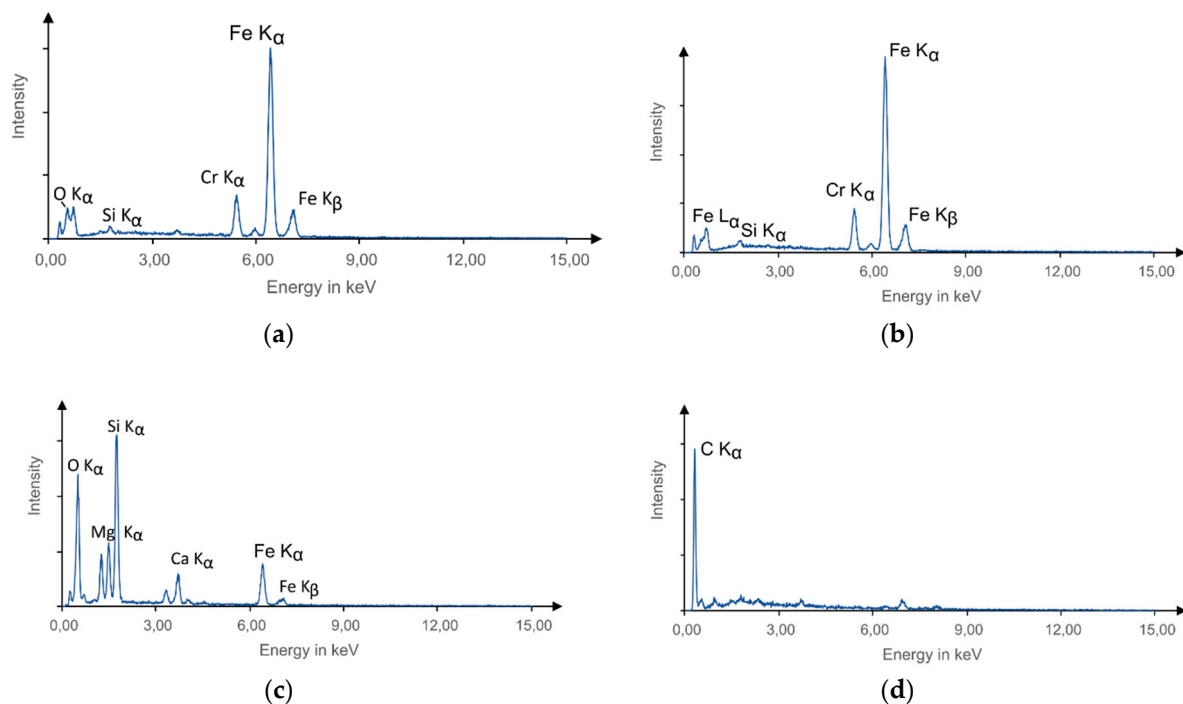 Fe Kα
Intensity
Cr Kα
O Kα
Si Kα
Fe Kβ
0,00 3,00 6,00 9,00 12,00 15,00
Energy in keV
(a)
Fe Kα
Intensity
Cr Kα
Fe Lα
Si Kα
Fe Kβ
0,00 3,00 6,00 9,00 12,00 15,00
Energy in keV
(b)
Si Kα
O Kα
Intensity
Mg Kα
Ca Kα
Fe Kα
Fe Kβ
0,00 3,00 6,00 9,00 12,00 15,00
Energy in keV
(c)
C Kα
Intensity
0,00 3,00 6,00 9,00 12,00 15,00
Energy in keV
(d)